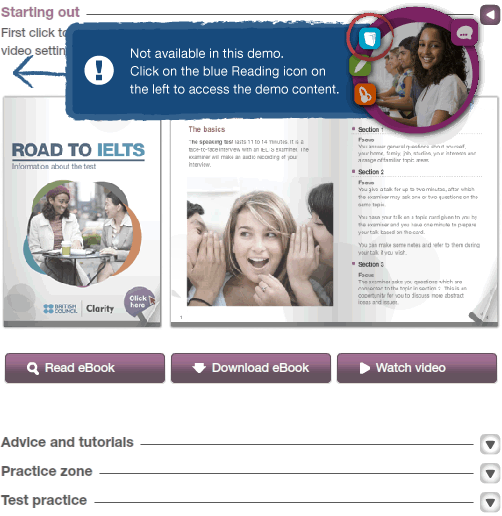 Starting out
First click to
video settin
Not available in this demo.
Click on the blue Reading icon on
the left to access the demo content.
ROAD TO IELTS
Information about the test
BRITISH
COUNCIL
Clarity
Click
here
The basics
The speaking test lasts 11 to 14 minutes. It is a
face-to-face interview with an IELTS examiner. The
examiner will make an audio recording of your
interview.
1
Section 1
Focus
You answer general questions about yourself,
your home, family, job, studies, your interests and
a range of familiar topic areas.
Section 2
Focus
You give a talk for up to two minutes, after which
the examiner may ask one or two questions on the
same topic.
You base your talk on a topic card given to you by
the examiner and you have one minute to prepare
your talk based on the card.
You can make some notes and refer to them during
your talk if you wish.
Section 3
Focus
The examiner asks you questions which are
connected to the topic in section 2. This is an
opportunity for you to discuss more abstract
ideas and issues.
Read eBook
Download eBook
Watch video
Advice and tutorials
Practice zone
Test practice